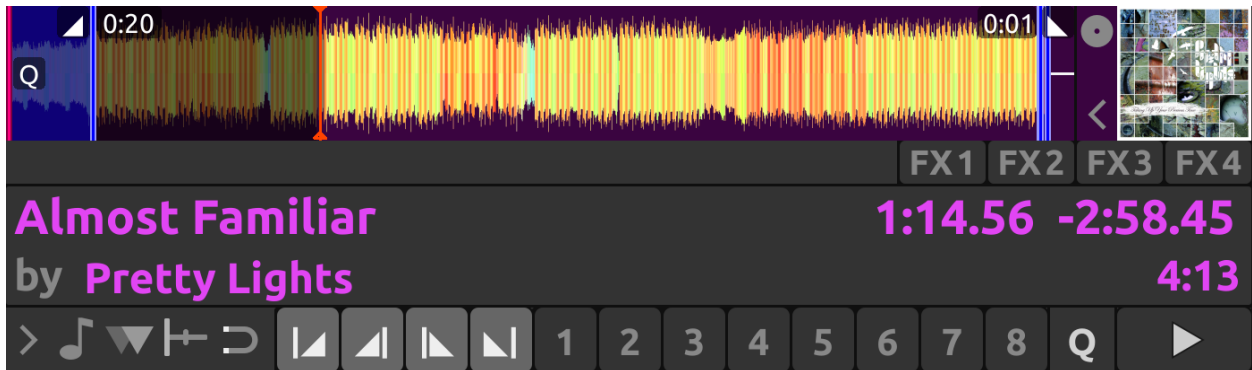 0:20 0:01
Q
FX1 FX2 FX3 FX4
Almost Familiar 1:14.56 -2:58.45
by Pretty Lights 4:13
1 2 3 4 5 6 7 8 Q